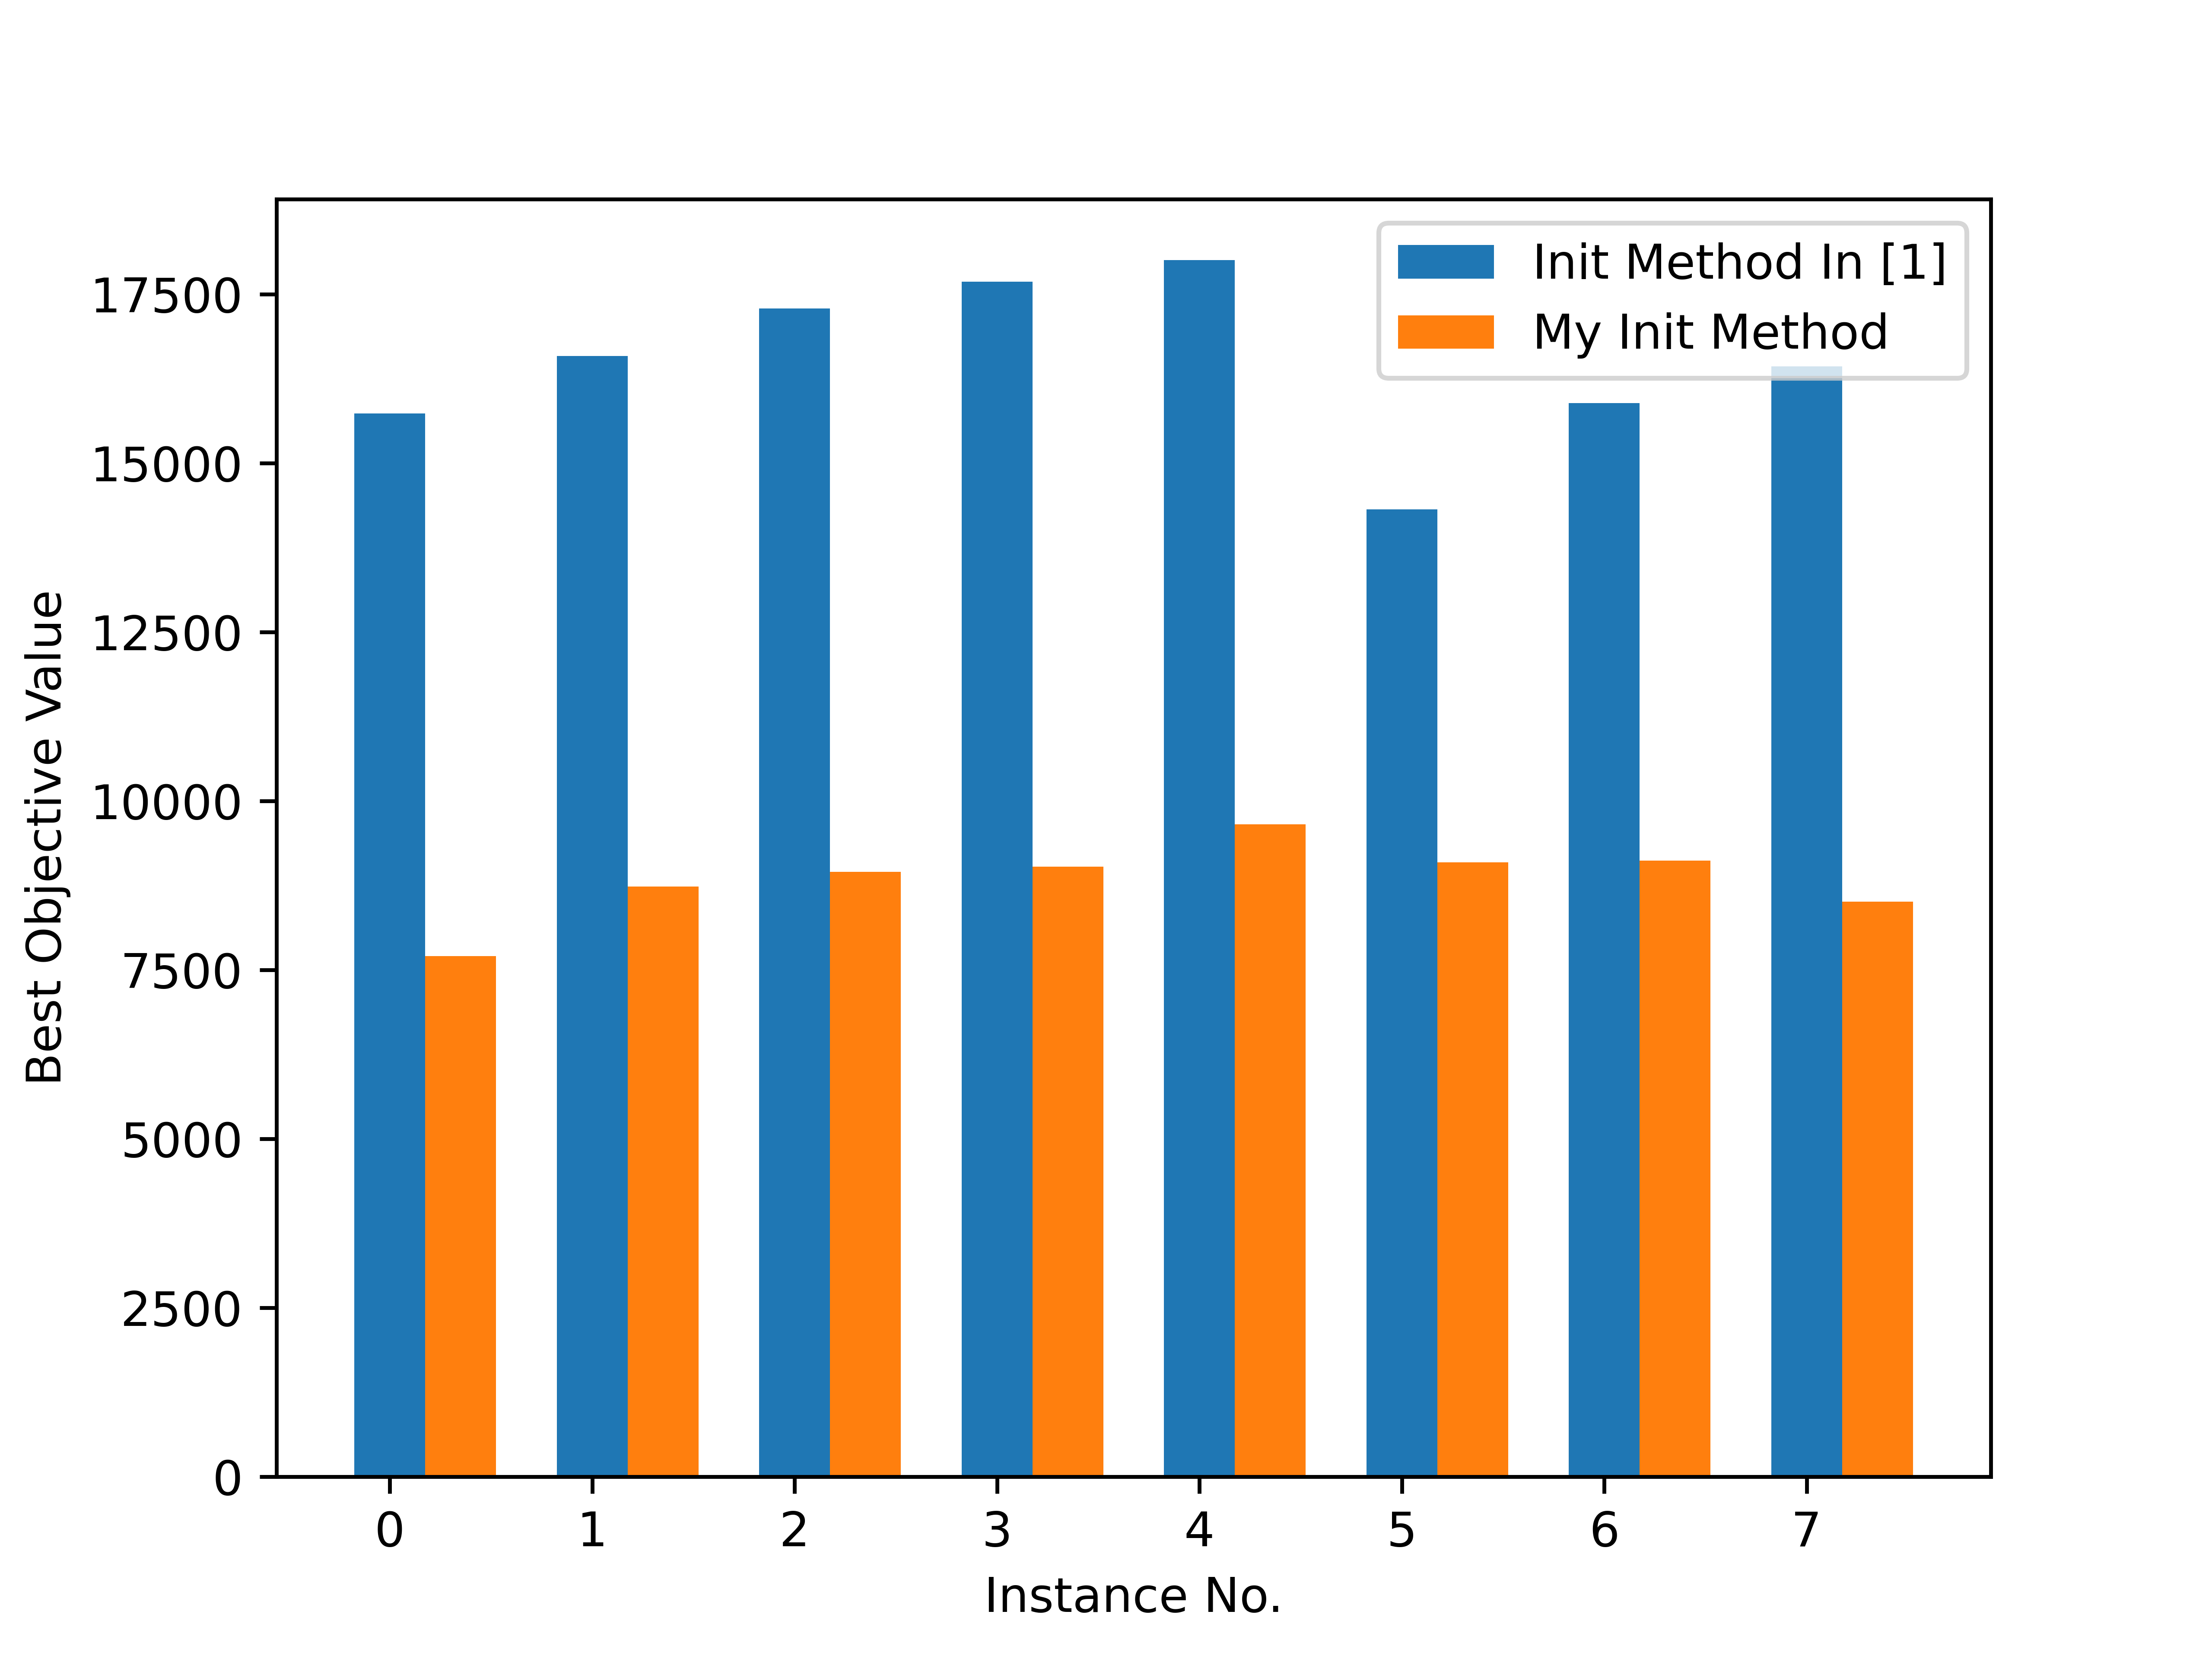 Init Method In [1]
My Init Method
17500
15000
12500
10000
7500
5000
2500
0
Best Objective Value
0 1 2 3 4 5 6 7
Instance No.